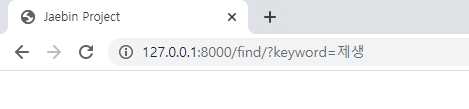 Jaebin Project
127.0.0.1:8000/find/?keyword=제생